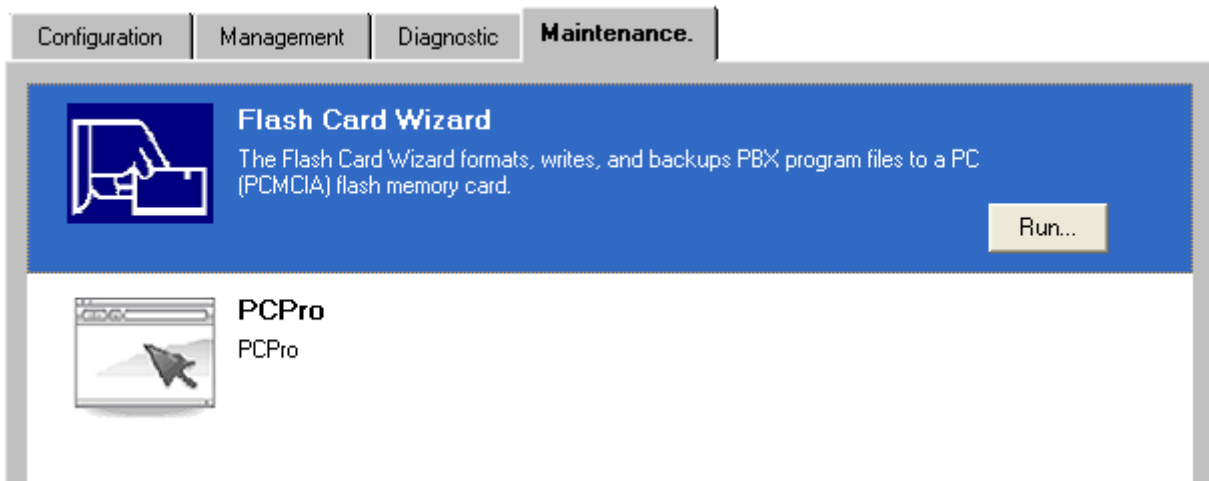 Configuration
Management
Diagnostic
Maintenance.
Flash Card Wizard
The Flash Card Wizard formats, writes, and backups PBX program files to a PC
(PCMCIA) flash memory card.
Run...
PCPro
PCPro